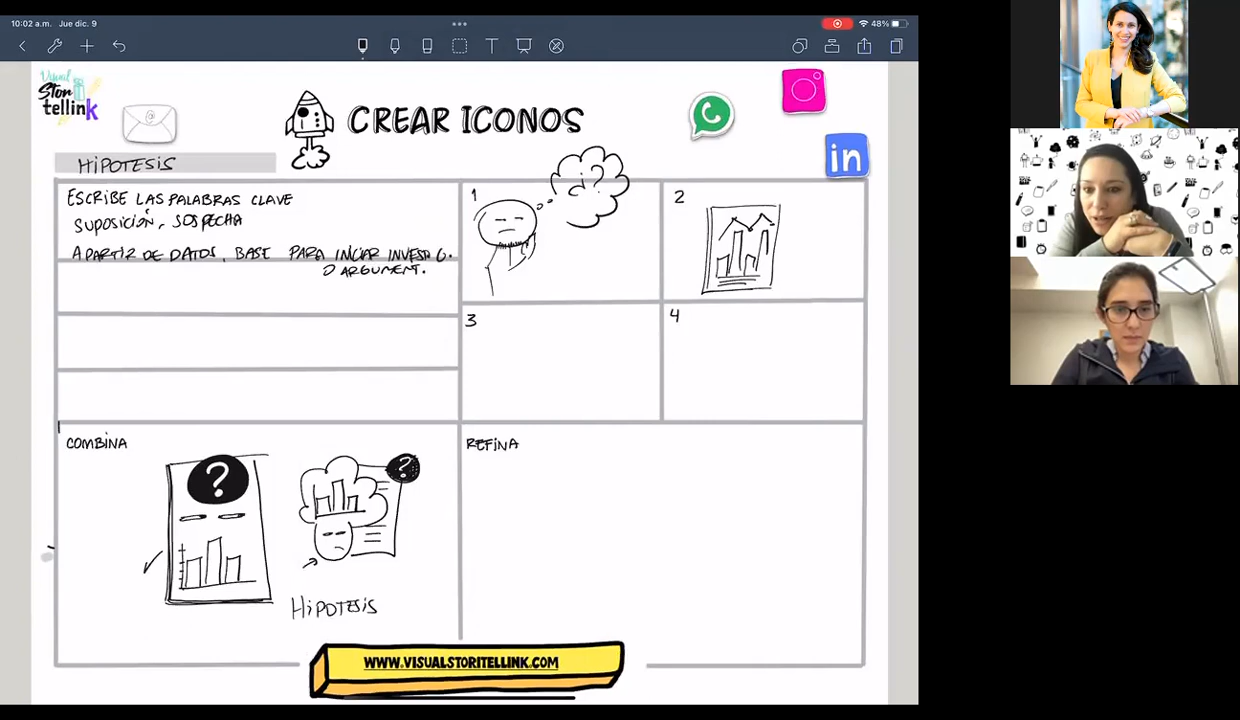 10:02 a.m. Jue dic. 9
48%
Visual
Stori
tellink
CREAR ICONOS
in
HIPOTESIS
ESCRIBE LAS PALABRAS CLAVE
SUPOSICIÓN, SOSPECHA
A PARTIR DE DATOS, BASE PARA INICIAR INVESTIG.
O ARGUMENT.
1
¿?
2
3
4
COMBINA
?
?
HIPOTESIS
REFINA
WWW.VISUALSTORITELLINK.COM